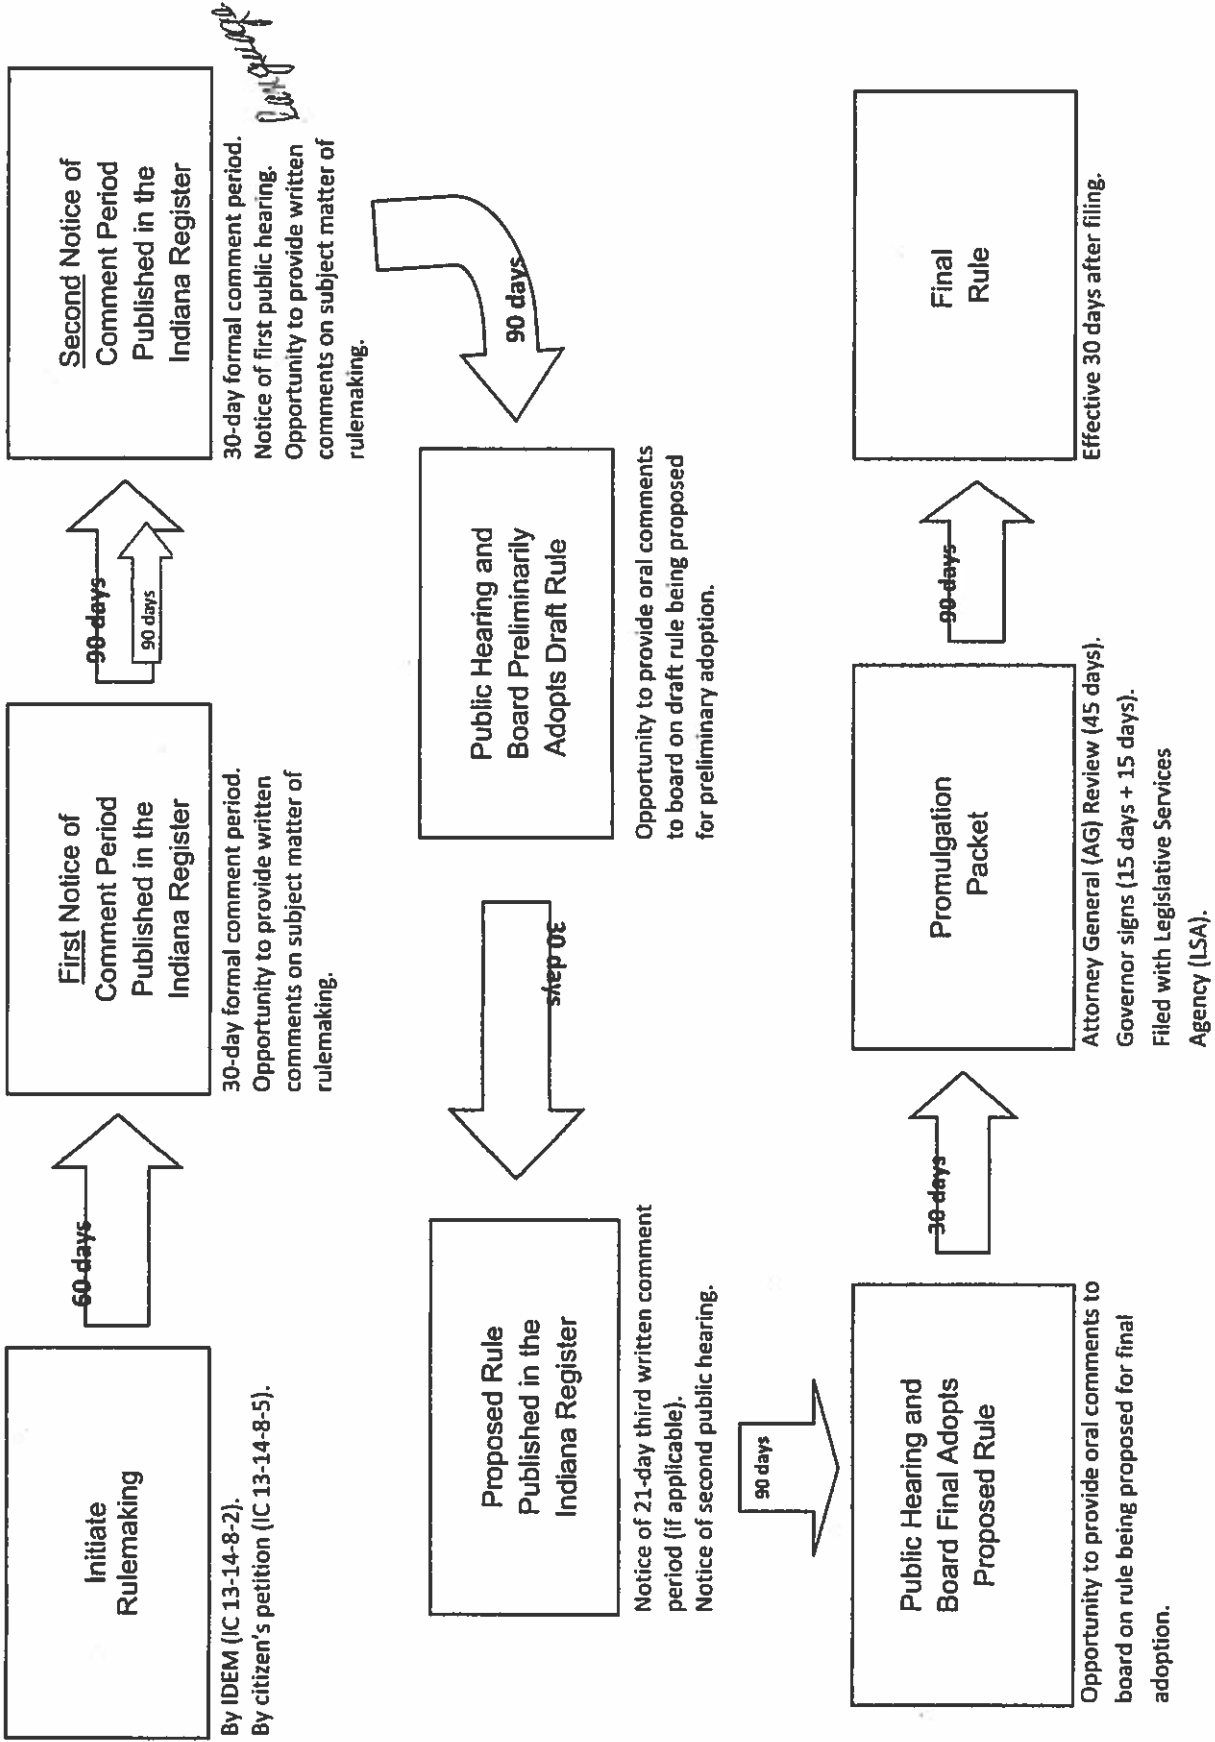 Initiate
Rulemaking
By IDEM (IC 13-14-8-2).
By citizen's petition (IC 13-14-8-5).
60 days
First Notice of
Comment Period
Published in the
Indiana Register
30-day formal comment period.
Opportunity to provide written
comments on subject matter of
rulemaking.
90 days
90 days
Second Notice of
Comment Period
Published in the
Indiana Register
30-day formal comment period.
Notice of first public hearing.
Opportunity to provide written
comments on subject matter of
rulemaking.
language
90 days
Public Hearing and
Board Preliminarily
Adopts Draft Rule
Opportunity to provide oral comments
to board on draft rule being proposed
for preliminary adoption.
30 days
Proposed Rule
Published in the
Indiana Register
Notice of 21-day third written comment
period (if applicable).
Notice of second public hearing.
90 days
Public Hearing and
Board Final Adopts
Proposed Rule
Opportunity to provide oral comments to
board on rule being proposed for final
adoption.
30 days
Promulgation
Packet
Attorney General (AG) Review (45 days).
Governor signs (15 days + 15 days).
Filed with Legislative Services
Agency (LSA).
90 days
Final
Rule
Effective 30 days after filing.